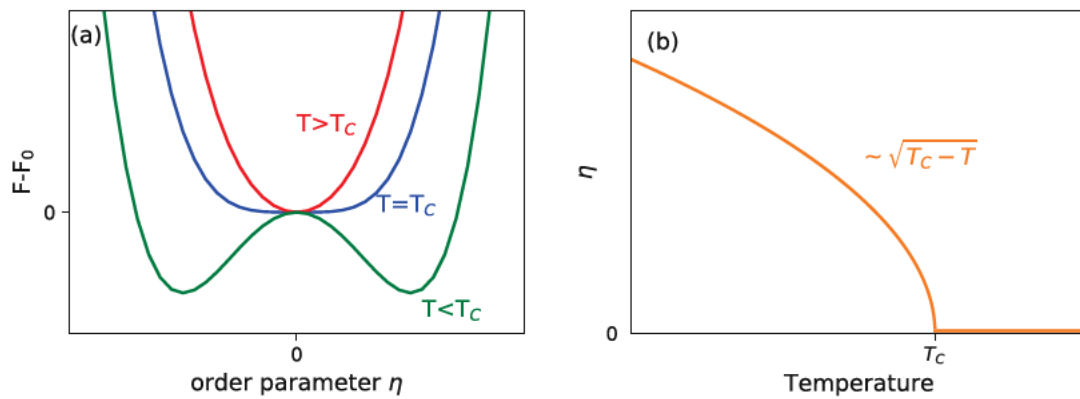 (a)
T>T_C
T=T_C
T<T_C
F-F₀
0
0
order parameter η
(b)
~ √(T_C − T)
η
0
T_C
Temperature